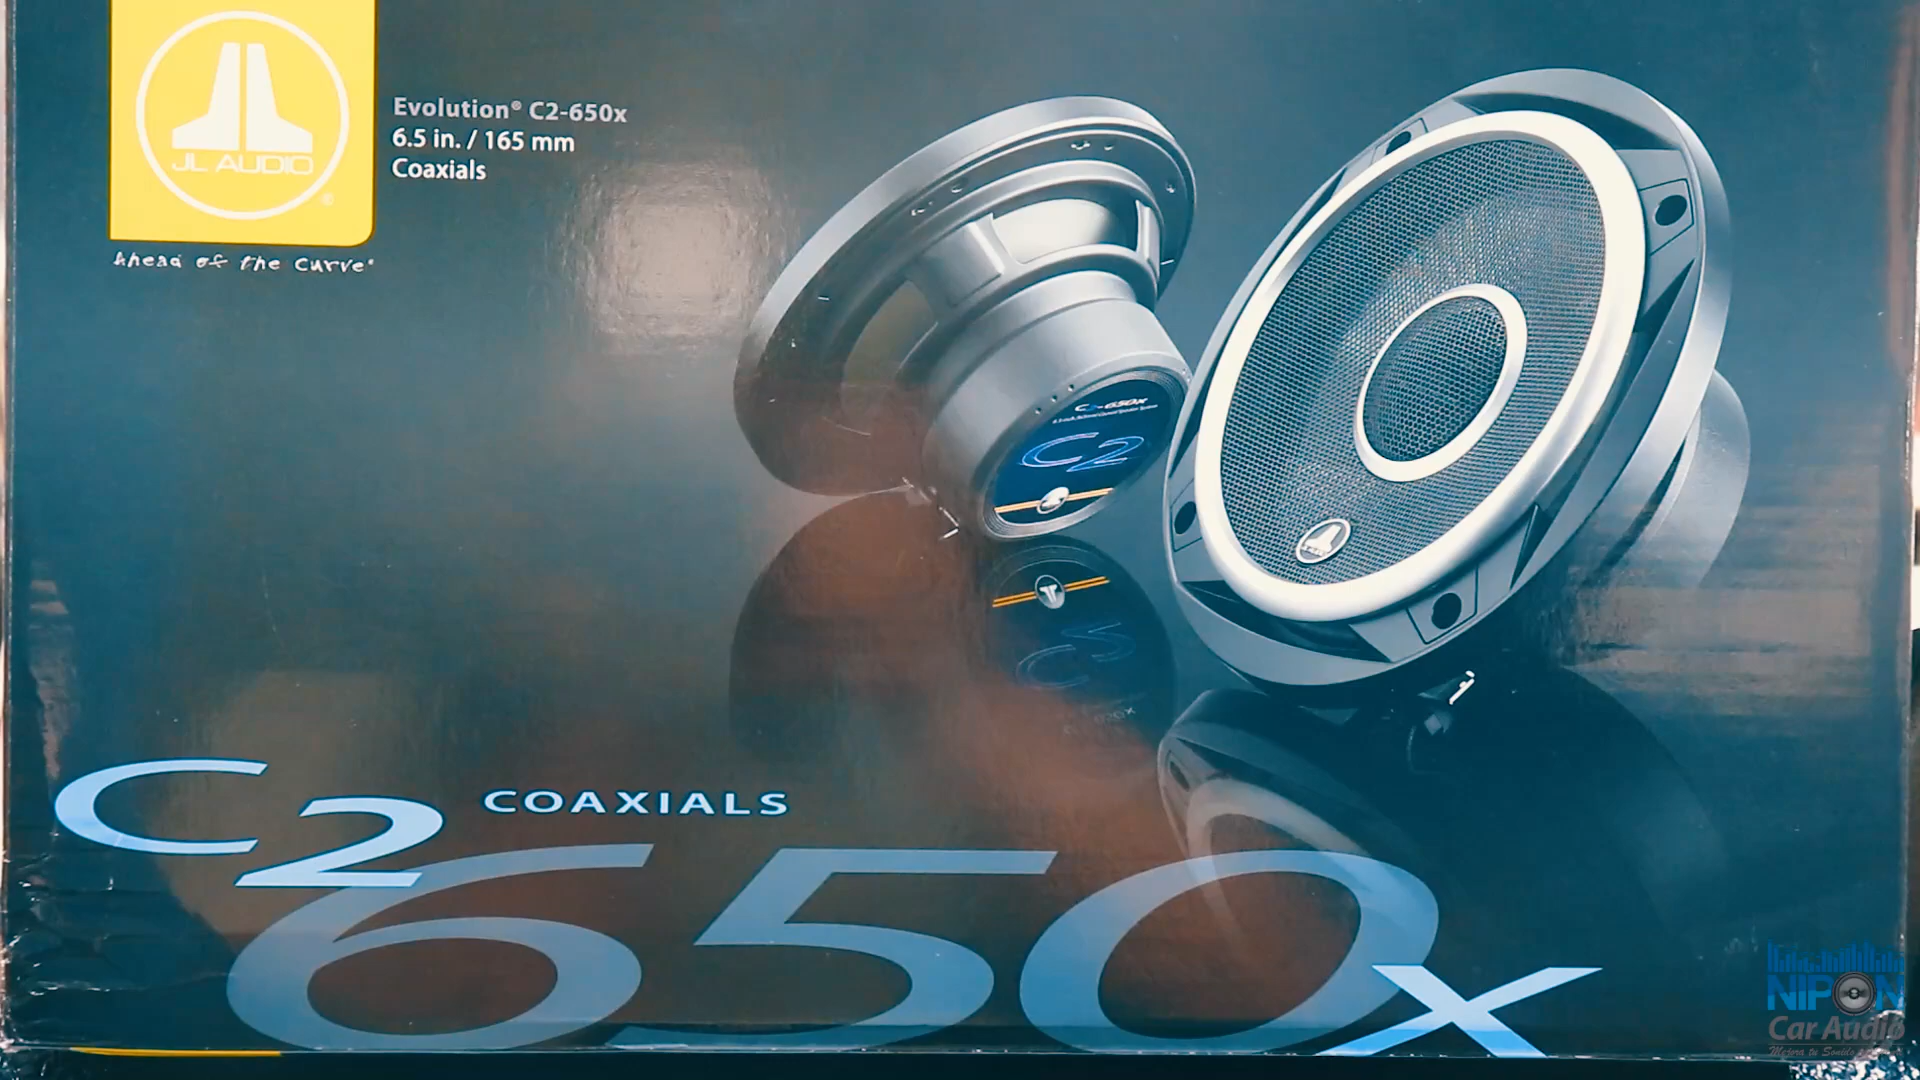 JL AUDIO®
Ahead of the Curve®
Evolution® C2-650x
6.5 in. / 165 mm
Coaxials
C2-650x
C2
C2 COAXIALS
650x
NIPON
Car Audio